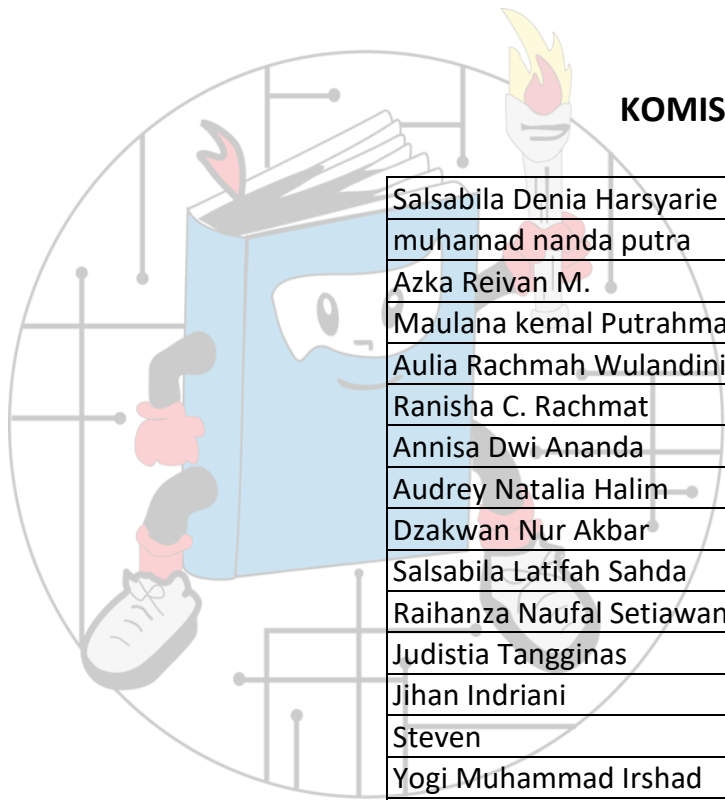 KOMIS
Salsabila Denia Harsyarie
muhamad nanda putra
Azka Reivan M.
Maulana kemal Putrahma
Aulia Rachmah Wulandini
Ranisha C. Rachmat
Annisa Dwi Ananda
Audrey Natalia Halim
Dzakwan Nur Akbar
Salsabila Latifah Sahda
Raihanza Naufal Setiawan
Judistia Tangginas
Jihan Indriani
Steven
Yogi Muhammad Irshad